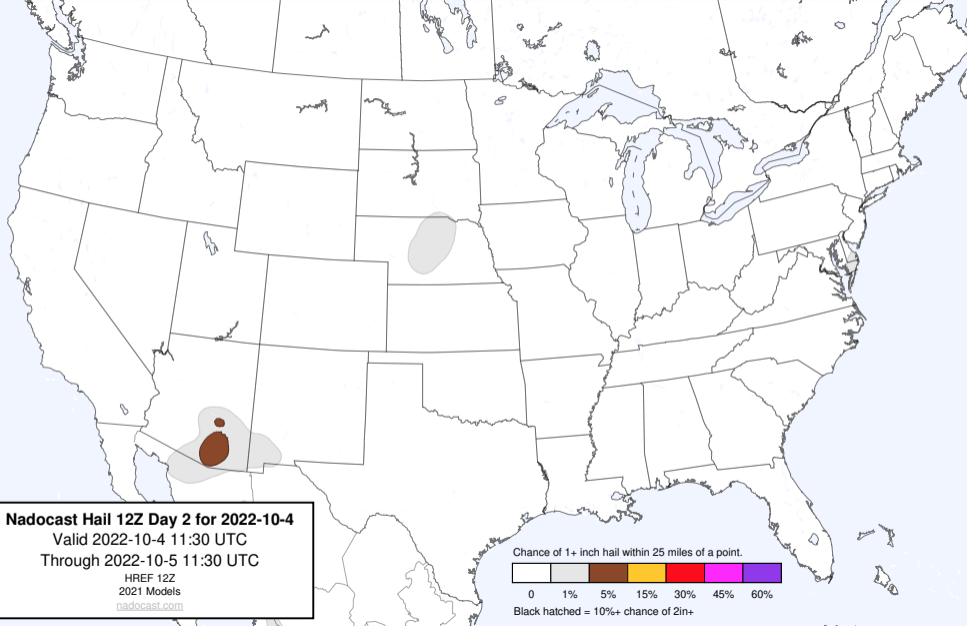 Nadocast Hail 12Z Day 2 for 2022-10-4
Valid 2022-10-4 11:30 UTC
Through 2022-10-5 11:30 UTC
HREF 12Z
2021 Models
nadocast.com
Chance of 1+ inch hail within 25 miles of a point.
0 1% 5% 15% 30% 45% 60%
Black hatched = 10%+ chance of 2in+